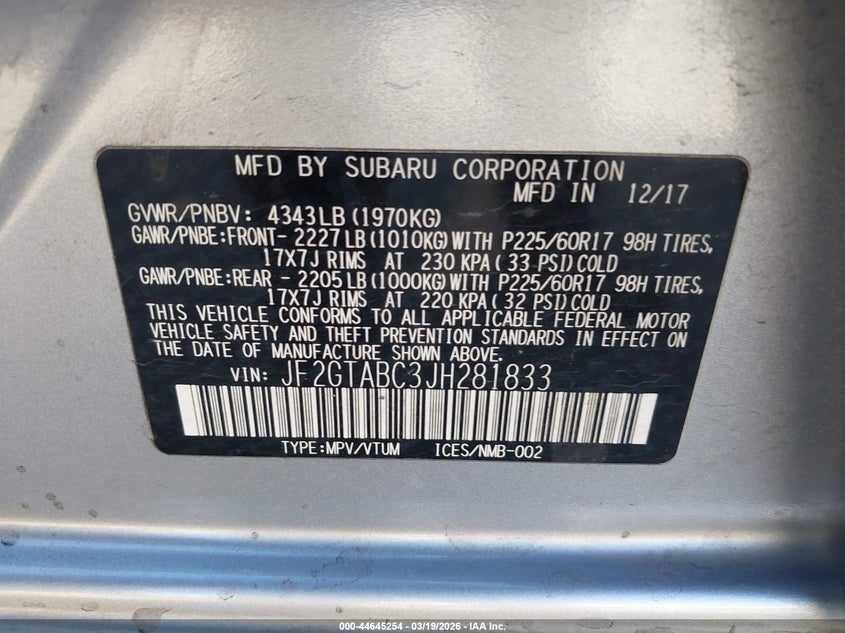 MFD BY SUBARU CORPORATION
MFD IN 12/17
GVWR/PNBV: 4343LB (1970KG)
GAWR/PNBE:FRONT- 2227LB(1010KG)WITH P225/60R17 98H TIRES,
17X7J RIMS AT 230 KPA ( 33 PSI)COLD
GAWR/PNBE:REAR - 2205LB(1000KG)WITH P225/60R17 98H TIRES,
17X7J RIMS AT 220 KPA ( 32 PSI)COLD
THIS VEHICLE CONFORMS TO ALL APPLICABLE FEDERAL MOTOR
VEHICLE SAFETY AND THEFT PREVENTION STANDARDS IN EFFECT ON
THE DATE OF MANUFACTURE SHOWN ABOVE.
VIN: JF2GTABC3JH281833
TYPE:MPV/VTUM ICES/NMB-002
000-44645254 - 03/19/2026 - IAA Inc.